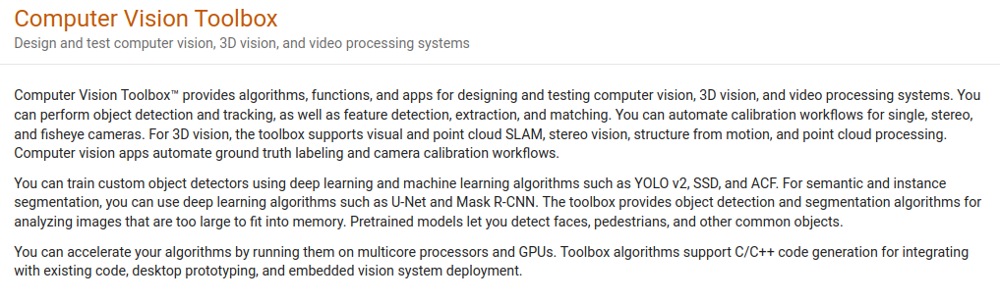 Computer Vision Toolbox
Design and test computer vision, 3D vision, and video processing systems
Computer Vision Toolbox™ provides algorithms, functions, and apps for designing and testing computer vision, 3D vision, and video processing systems. You
can perform object detection and tracking, as well as feature detection, extraction, and matching. You can automate calibration workflows for single, stereo,
and fisheye cameras. For 3D vision, the toolbox supports visual and point cloud SLAM, stereo vision, structure from motion, and point cloud processing.
Computer vision apps automate ground truth labeling and camera calibration workflows.
You can train custom object detectors using deep learning and machine learning algorithms such as YOLO v2, SSD, and ACF. For semantic and instance
segmentation, you can use deep learning algorithms such as U-Net and Mask R-CNN. The toolbox provides object detection and segmentation algorithms for
analyzing images that are too large to fit into memory. Pretrained models let you detect faces, pedestrians, and other common objects.
You can accelerate your algorithms by running them on multicore processors and GPUs. Toolbox algorithms support C/C++ code generation for integrating
with existing code, desktop prototyping, and embedded vision system deployment.